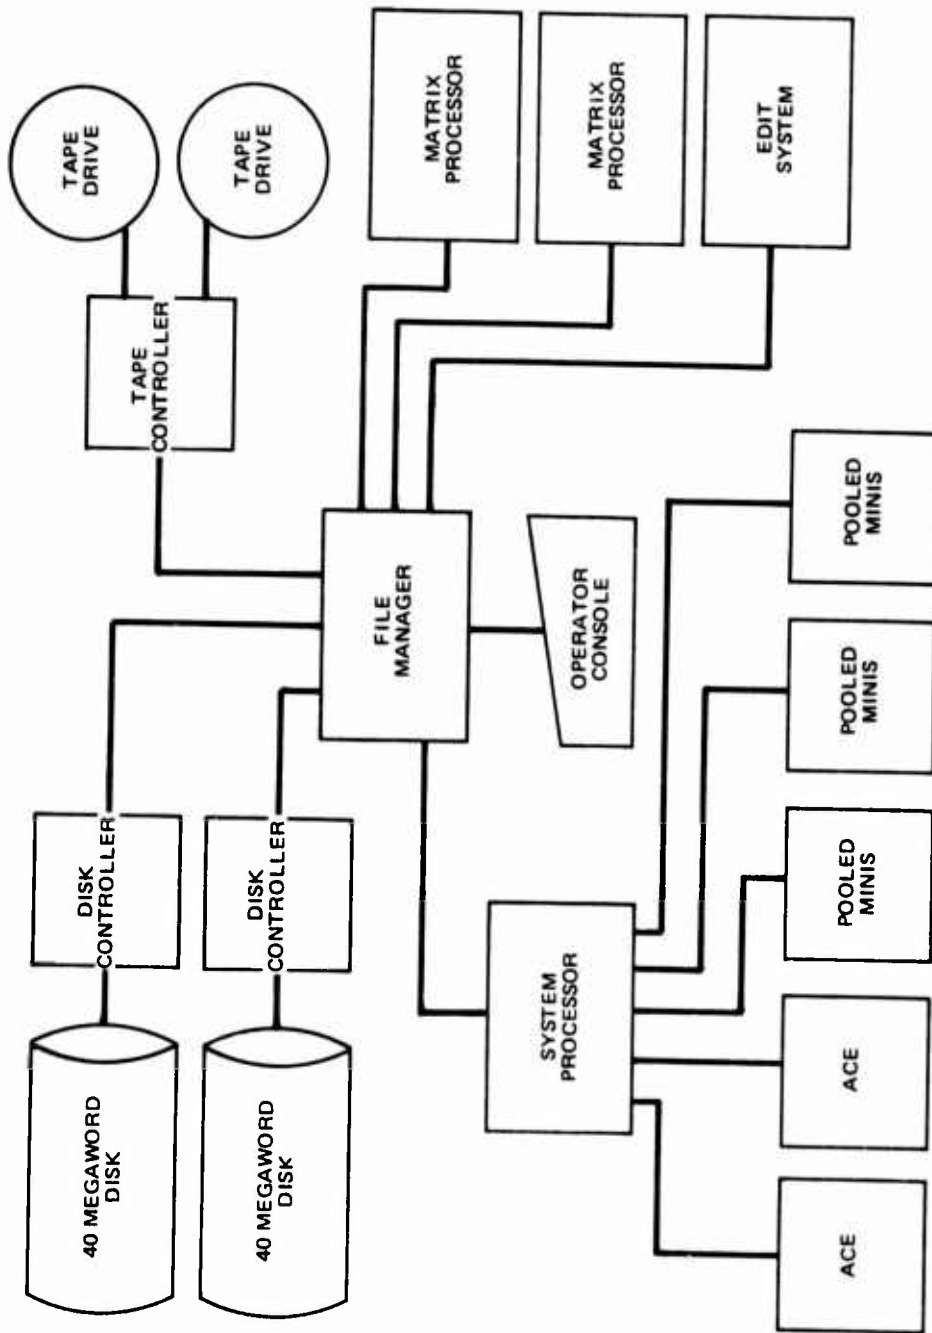 40 MEGAWORD
DISK
40 MEGAWORD
DISK
DISK
CONTROLLER
DISK
CONTROLLER
TAPE
CONTROLLER
TAPE
DRIVE
TAPE
DRIVE
FILE
MANAGER
OPERATOR
CONSOLE
MATRIX
PROCESSOR
MATRIX
PROCESSOR
EDIT
SYSTEM
SYSTEM
PROCESSOR
ACE
ACE
POOLED
MINIS
POOLED
MINIS
POOLED
MINIS